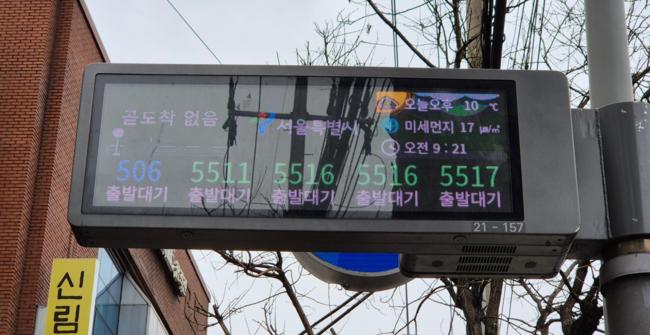 곧도착 없음
서울특별시
오늘오후 10 ℃
미세먼지 17 ㎍/㎥
오전 9:21
506 5511 5516 5516 5517
출발대기 출발대기 출발대기 출발대기 출발대기
21-157
신림